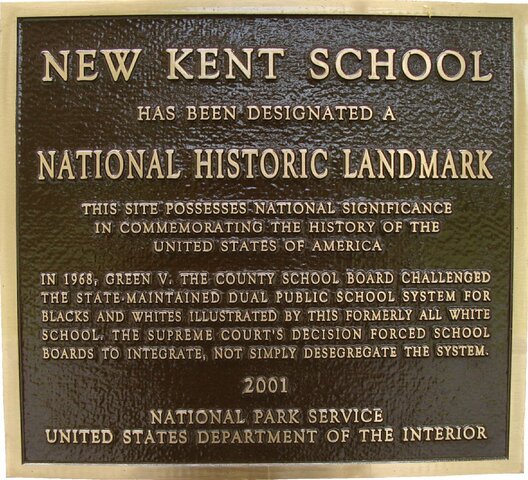 NEW KENT SCHOOL
HAS BEEN DESIGNATED A
NATIONAL HISTORIC LANDMARK
THIS SITE POSSESSES NATIONAL SIGNIFICANCE
IN COMMEMORATING THE HISTORY OF THE
UNITED STATES OF AMERICA
IN 1968, GREEN V. THE COUNTY SCHOOL BOARD CHALLENGED
THE STATE-MAINTAINED DUAL PUBLIC SCHOOL SYSTEM FOR
BLACKS AND WHITES ILLUSTRATED BY THIS FORMERLY ALL WHITE
SCHOOL. THE SUPREME COURT'S DECISION FORCED SCHOOL
BOARDS TO INTEGRATE, NOT SIMPLY DESEGREGATE THE SYSTEM.
2001
NATIONAL PARK SERVICE
UNITED STATES DEPARTMENT OF THE INTERIOR